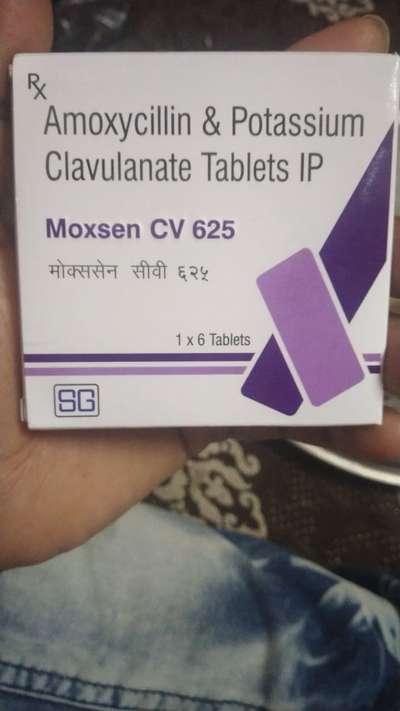 Rx
Amoxycillin & Potassium
Clavulanate Tablets IP
Moxsen CV 625
मोक्ससेन सीवी ६२५
1 x 6 Tablets
SG